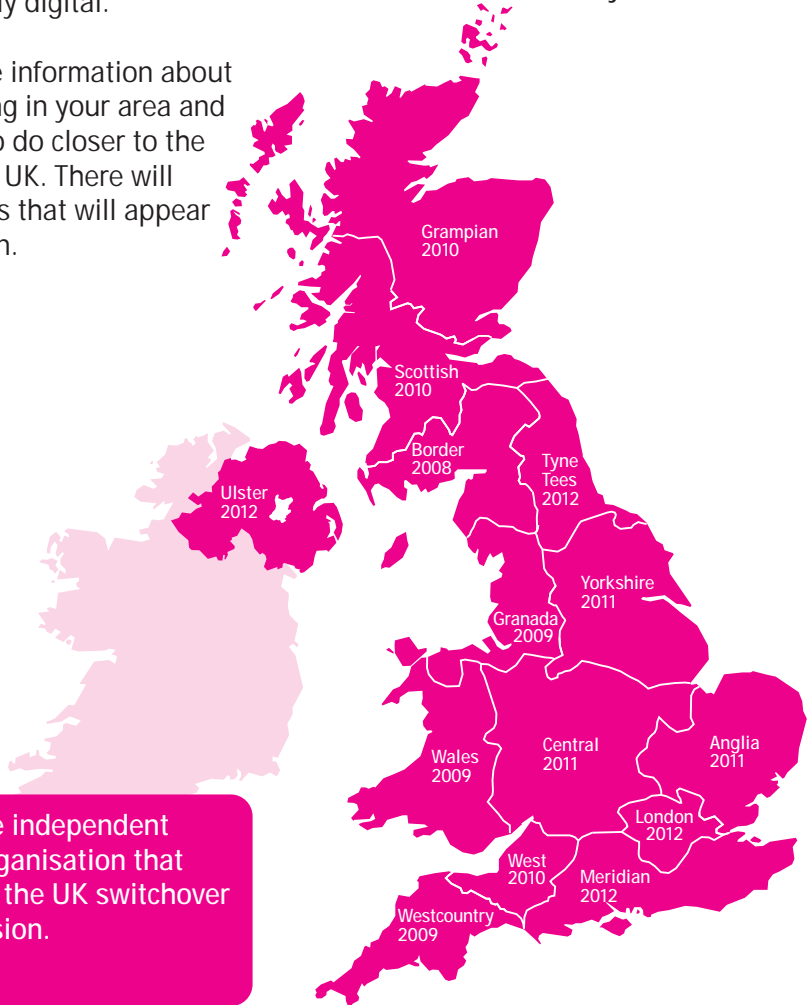 y digital.
e information about
g in your area and
o do closer to the
UK. There will
s that will appear
n.
Grampian
2010
Scottish
2010
Border
2008
Tyne
Tees
2012
Ulster
2012
Yorkshire
2011
Granada
2009
Wales
2009
Central
2011
Anglia
2011
London
2012
West
2010
Meridian
2012
Westcountry
2009
e independent
rganisation that
the UK switchover
sion.